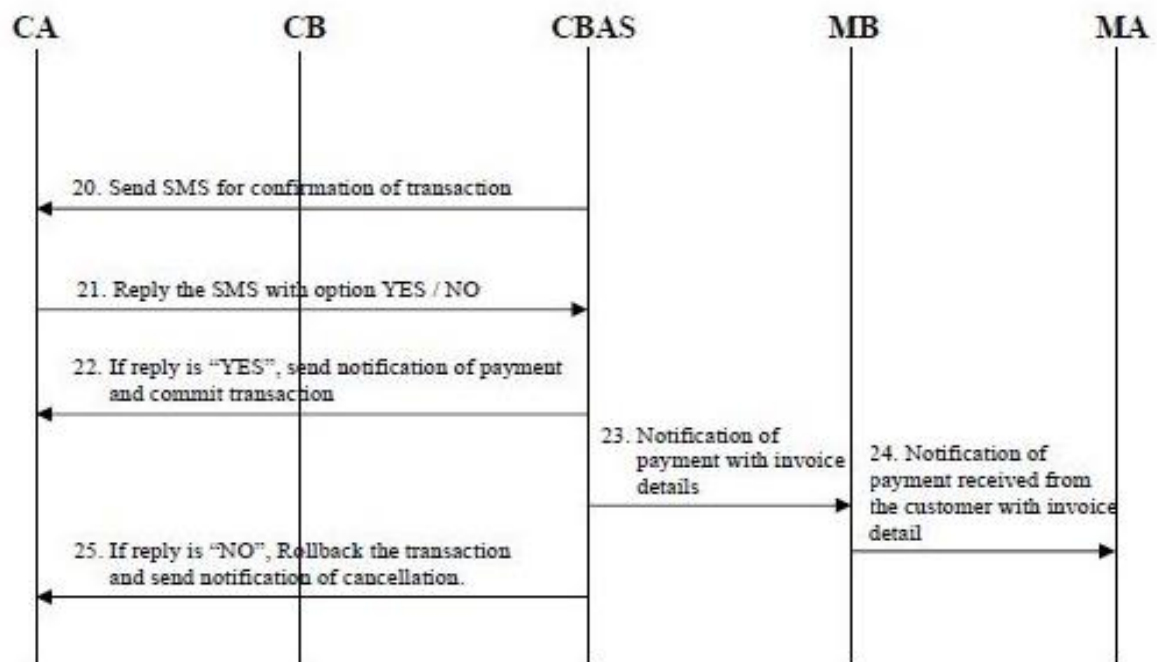 CA CB CBAS MB MA
20. Send SMS for confirmation of transaction
21. Reply the SMS with option YES / NO
22. If reply is “YES”, send notification of payment
and commit transaction
23. Notification of
payment with invoice
details
24. Notification of
payment received from
the customer with invoice
detail
25. If reply is “NO”, Rollback the transaction
and send notification of cancellation.